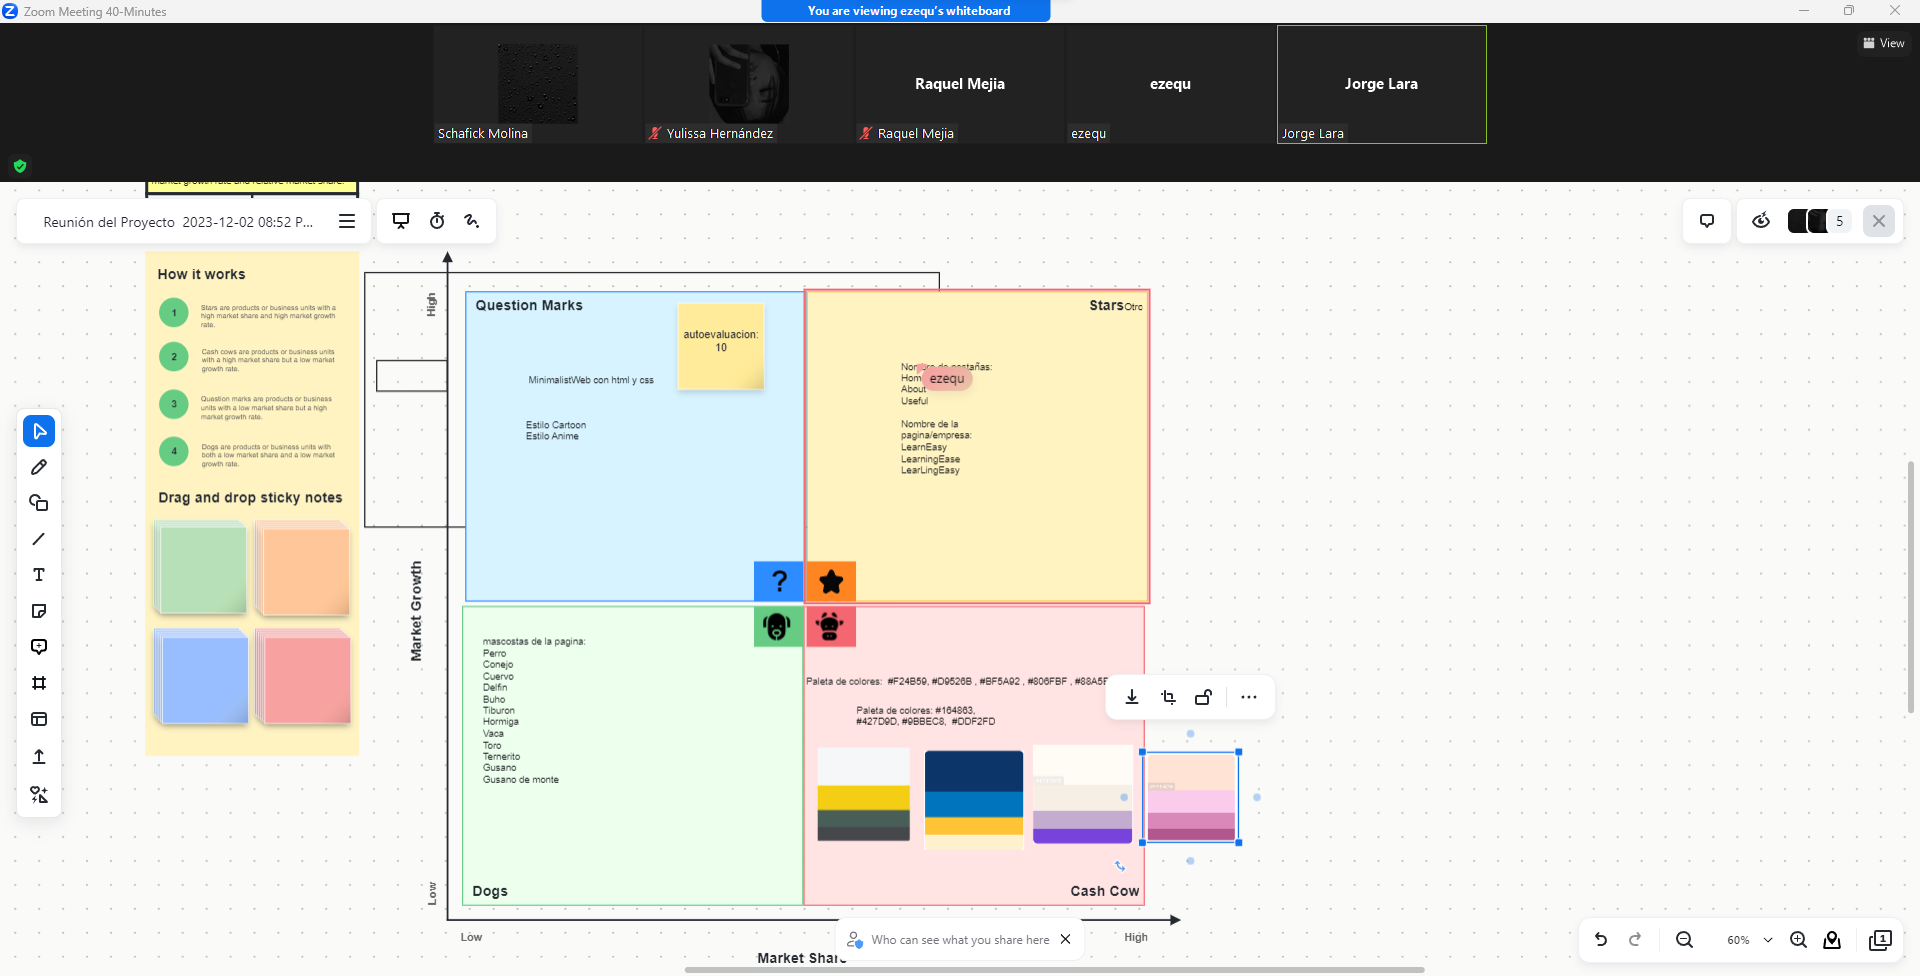 Zoom Meeting 40-Minutes
You are viewing ezequ's whiteboard
View
Raquel Mejia
ezequ
Jorge Lara
Schafick Molina
Yulissa Hernández
Raquel Mejia
ezequ
Jorge Lara
market growth rate and relative market share.
Reunión del Proyecto 2023-12-02 08:52 P...
5
How it works
1
Stars are products or business units with a
high market share and high market growth
rate.
2
Cash cows are products or business units
with a high market share but a low market
growth rate.
3
Question marks are products or business
units with a low market share but a high
market growth rate.
4
Dogs are products or business units with
both a low market share and a low market
growth rate.
Drag and drop sticky notes
High
Market Growth
Low
Question Marks
autoevaluacion:
10
MinimalistWeb con html y css
Estilo Cartoon
Estilo Anime
?
Stars
Otro
ezequ
About
Useful
Nombre de la
pagina/empresa:
LearnEasy
LearningEase
LearLingEasy
mascostas de la pagina:
Perro
Conejo
Cuervo
Delfin
Buho
Tiburon
Hormiga
Vaca
Toro
Ternerito
Gusano
Gusano de monte
Dogs
Paleta de colores: #F24B59, #D9526B , #BF5A92 , #806FBF ,
Paleta de colores: #164863,
#427D9D, #9BBEC8, #DDF2FD
Cash Cow
Low
High
Market Share
Who can see what you share here
60%
1